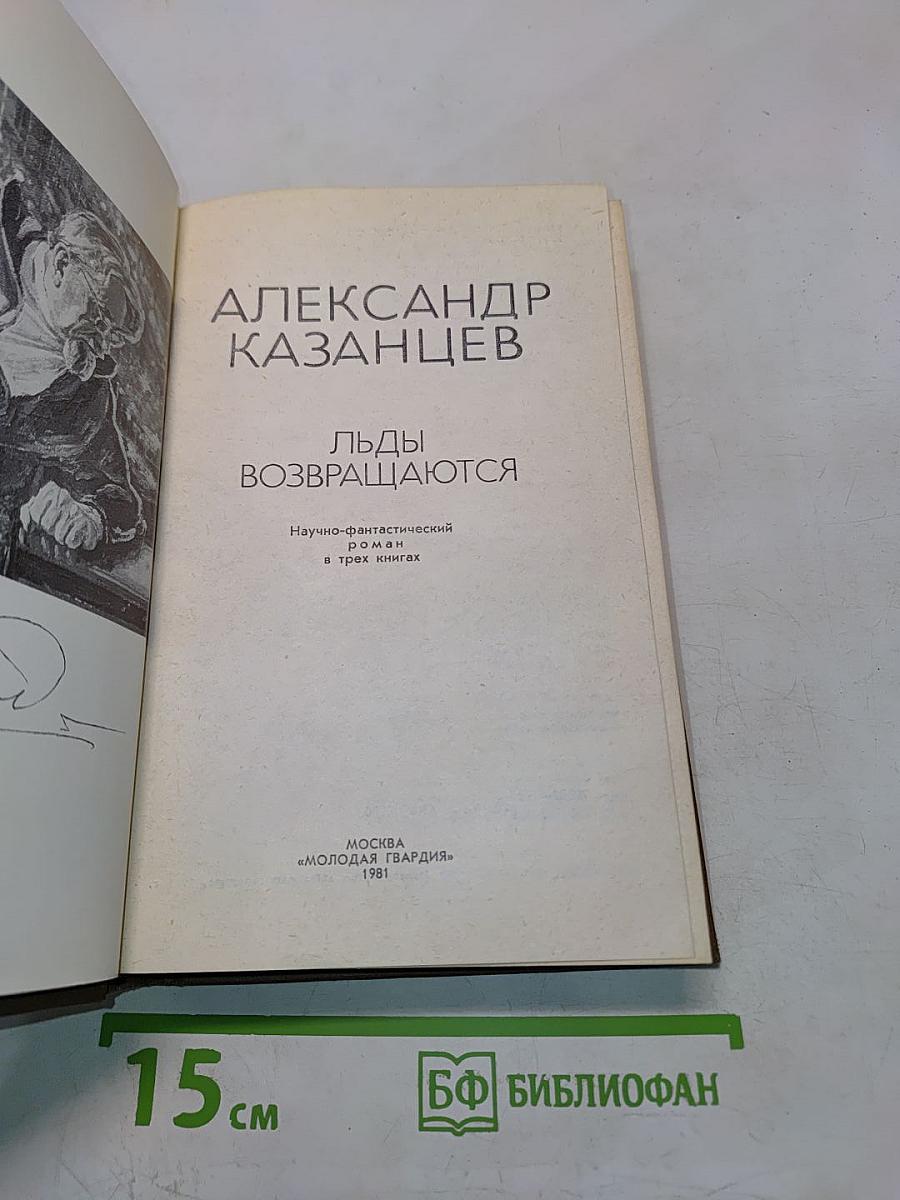 АЛЕКСАНДР
КАЗАНЦЕВ
ЛЬДЫ
ВОЗВРАЩАЮТСЯ
Научно-фантастический
роман
в трех книгах
МОСКВА
«МОЛОДАЯ ГВАРДИЯ»
1981
15 см
БФ БИБЛИОФАН